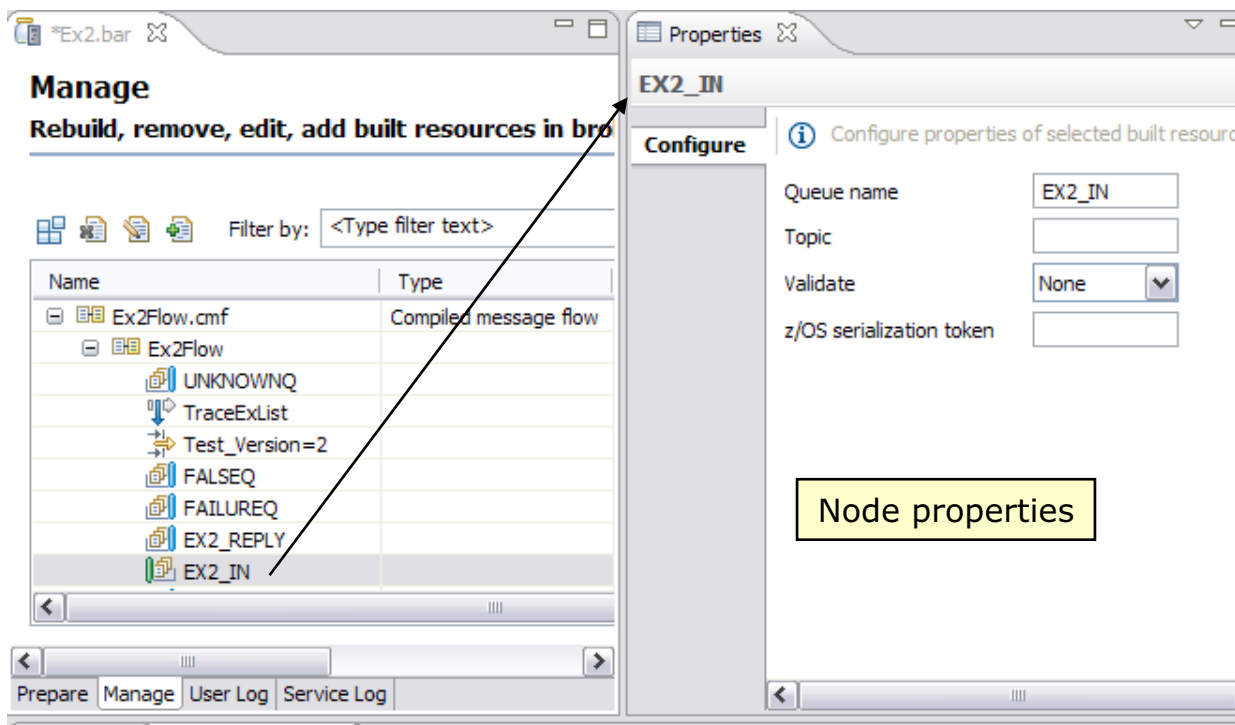 *Ex2.bar
Manage
Rebuild, remove, edit, add built resources in bro
Filter by: <Type filter text>
Name Type
Ex2Flow.cmf Compiled message flow
Ex2Flow
UNKNOWNQ
TraceExList
Test_Version=2
FALSEQ
FAILUREQ
EX2_REPLY
EX2_IN
Prepare Manage User Log Service Log
Properties
EX2_IN
Configure
Configure properties of selected built resourc
Queue name EX2_IN
Topic
Validate None
z/OS serialization token
Node properties